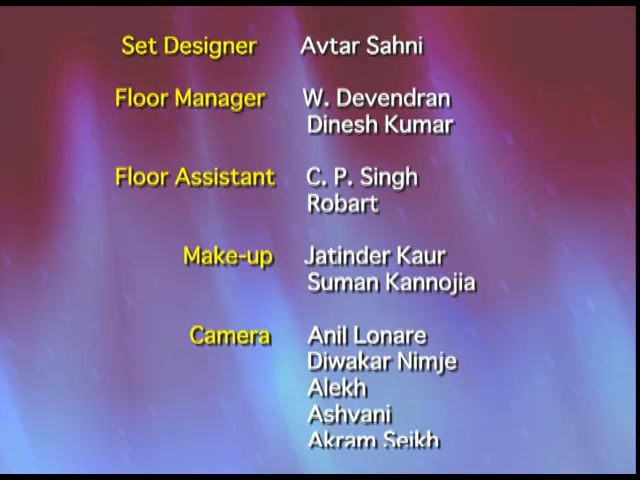 Set Designer Avtar Sahni
Floor Manager W. Devendran
Dinesh Kumar
Floor Assistant C. P. Singh
Robart
Make-up Jatinder Kaur
Suman Kannojia
Camera Anil Lonare
Diwakar Nimje
Alekh
Ashvani
Akram Seikh